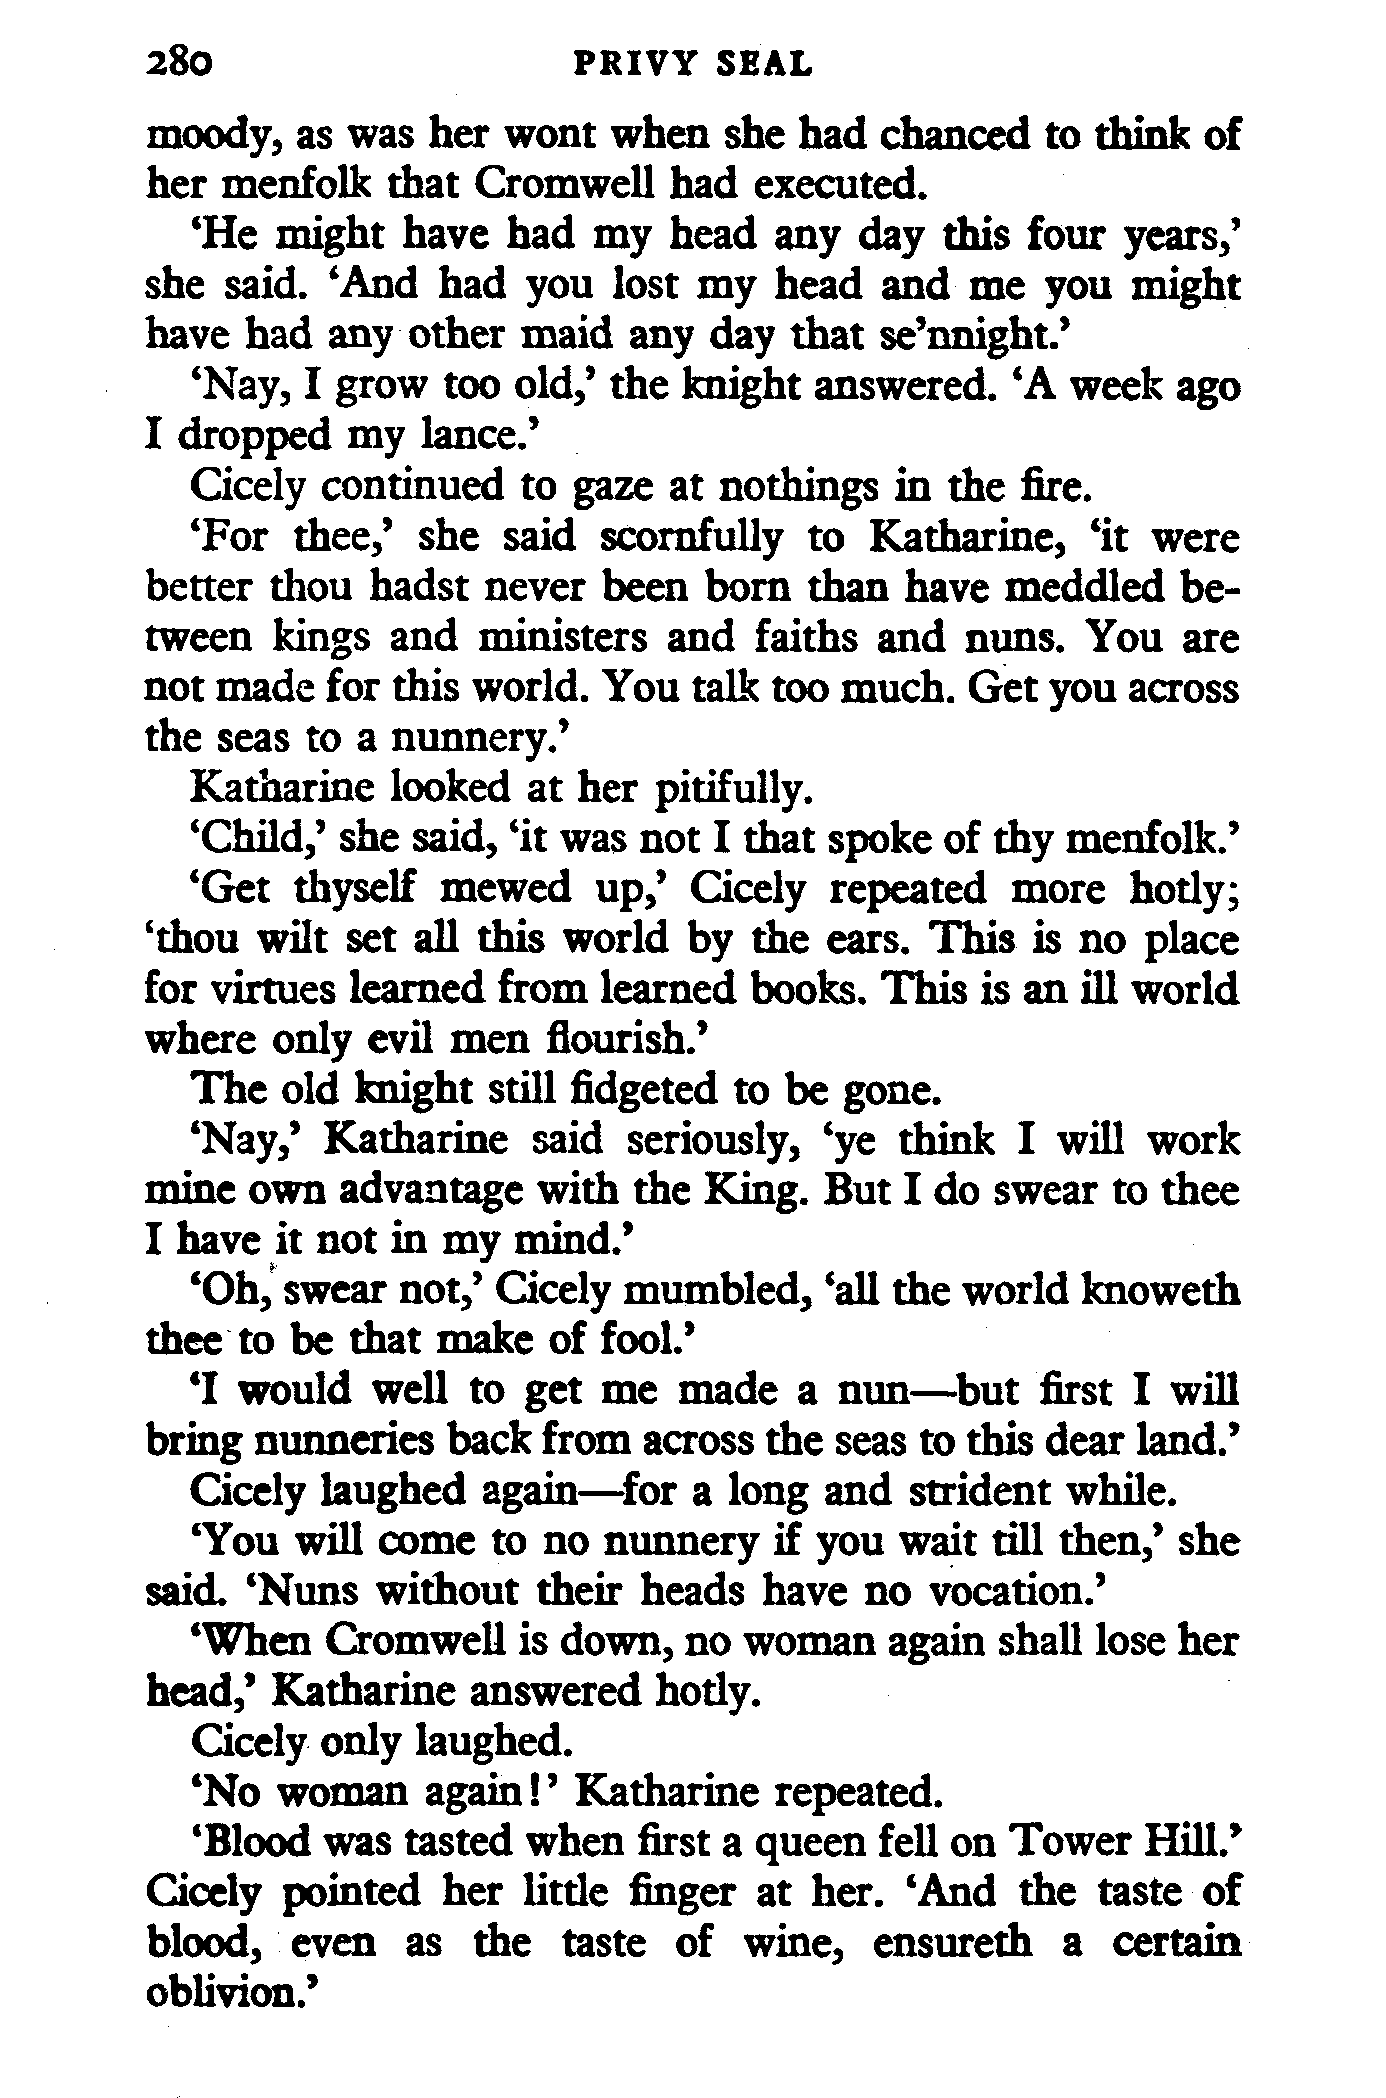 280 PRIVY SEAL
moody, as was her wont when she had chanced to think of
her menfolk that Cromwell had executed.
‘He might have had my head any day this four years,’
she said. ‘And had you lost my head and me you might
have had any other maid any day that se’nnight.’
‘Nay, I grow too old,’ the knight answered. ‘A week ago
I dropped my lance.’
Cicely continued to gaze at nothings in the fire.
‘For thee,’ she said scornfully to Katharine, ‘it were
better thou hadst never been born than have meddled be-
tween kings and ministers and faiths and nuns. You are
not made for this world. You talk too much. Get you across
the seas to a nunnery.’
Katharine looked at her pitifully.
‘Child,’ she said, ‘it was not I that spoke of thy menfolk.’
‘Get thyself mewed up,’ Cicely repeated more hotly;
‘thou wilt set all this world by the ears. This is no place
for virtues learned from learned books. This is an ill world
where only evil men flourish.’
The old knight still fidgeted to be gone.
‘Nay,’ Katharine said seriously, ‘ye think I will work
mine own advantage with the King. But I do swear to thee
I have it not in my mind.’
‘Oh, swear not,’ Cicely mumbled, ‘all the world knoweth
thee to be that make of fool.’
‘I would well to get me made a nun—but first I will
bring nunneries back from across the seas to this dear land.’
Cicely laughed again—for a long and strident while.
‘You will come to no nunnery if you wait till then,’ she
said. ‘Nuns without their heads have no vocation.’
‘When Cromwell is down, no woman again shall lose her
head,’ Katharine answered hotly.
Cicely only laughed.
‘No woman again!’ Katharine repeated.
‘Blood was tasted when first a queen fell on Tower Hill.’
Cicely pointed her little finger at her. ‘And the taste of
blood, even as the taste of wine, ensureth a certain
oblivion.’